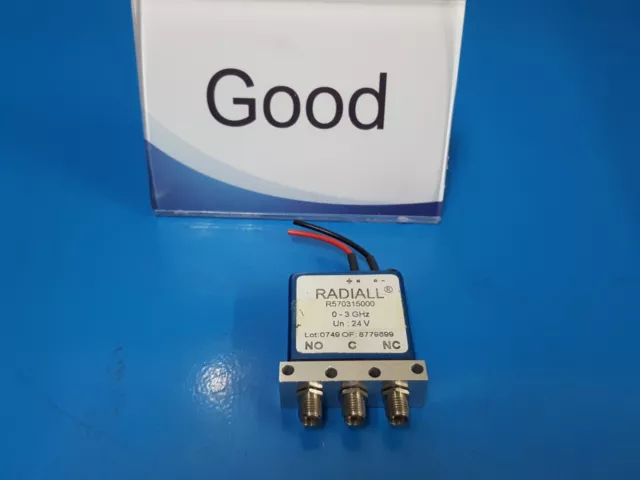 Good
+ -
RADIALL®
R570315000
0 - 3 GHz
Un : 24 V
Lot:0749 OF: 8779899
NO C NC